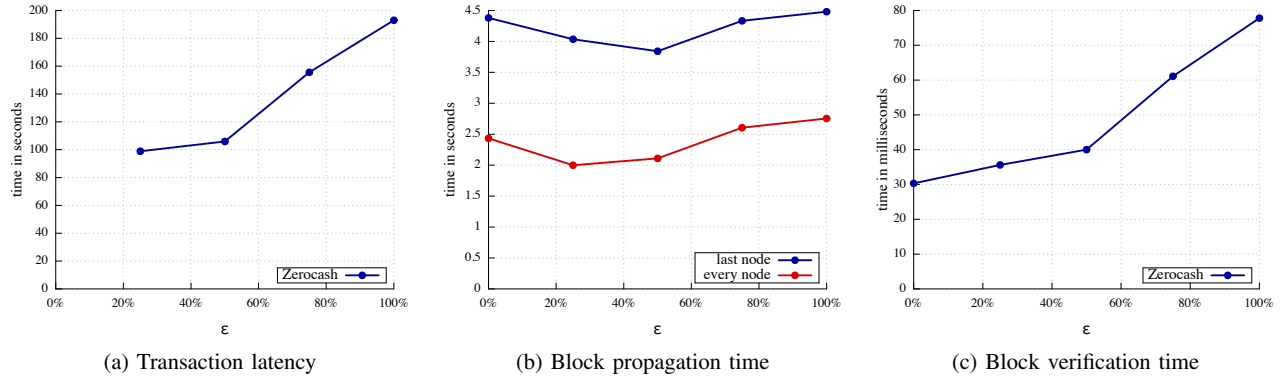 200
180
160
140
120
100
80
60
40
20
0
time in seconds
Zerocash
0% 20% 40% 60% 80% 100%
ε
(a) Transaction latency
4.5
4
3.5
3
2.5
2
1.5
1
0.5
0
time in seconds
last node
every node
0% 20% 40% 60% 80% 100%
ε
(b) Block propagation time
80
70
60
50
40
30
20
10
0
time in milliseconds
Zerocash
0% 20% 40% 60% 80% 100%
ε
(c) Block verification time